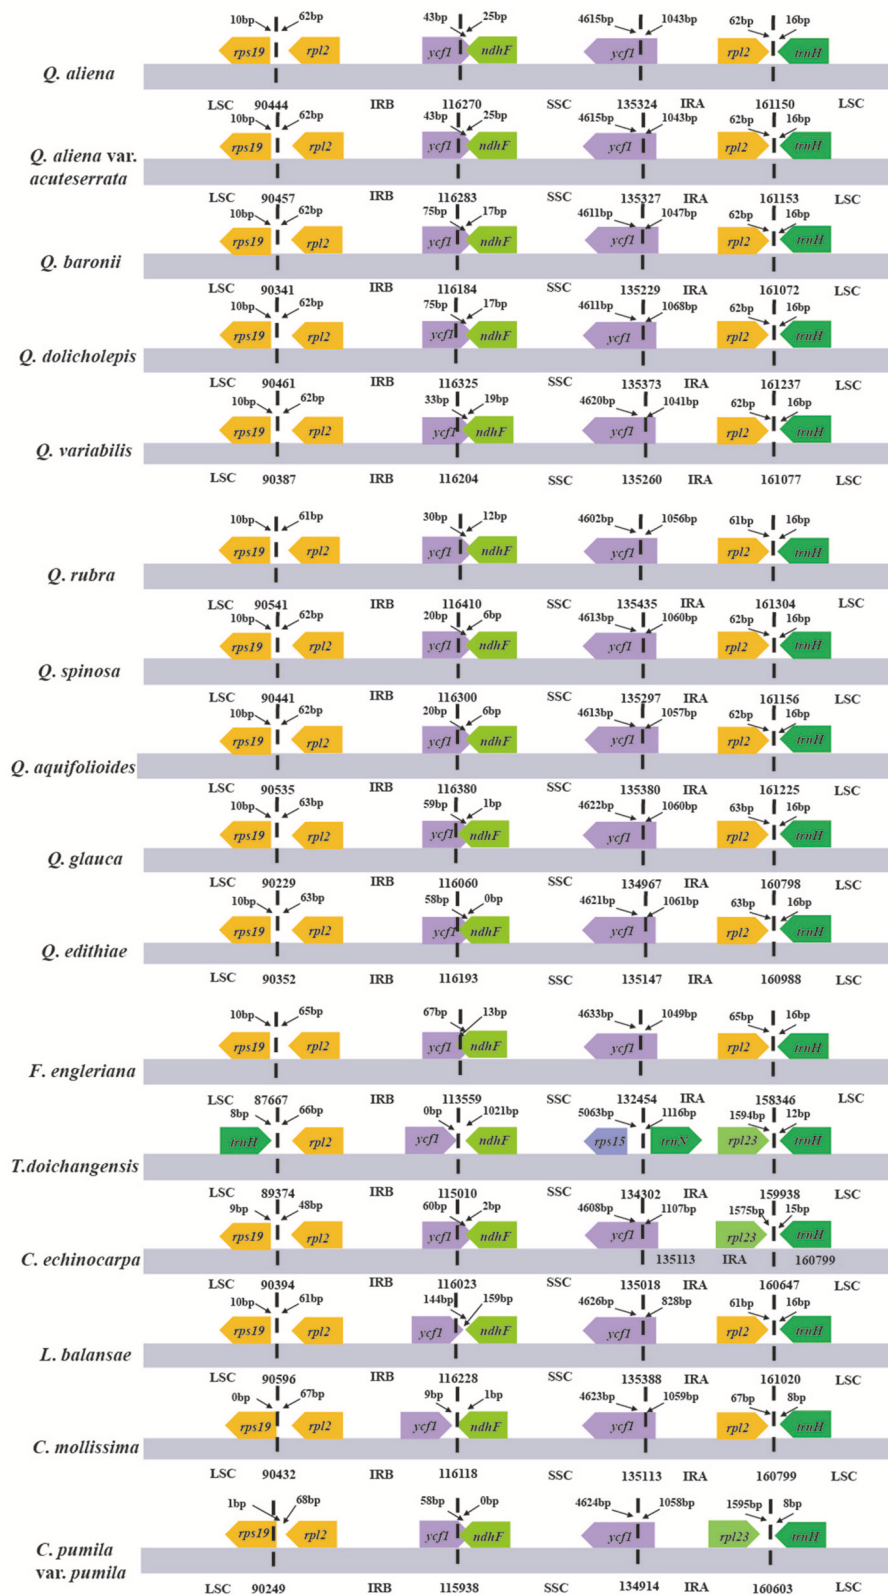 10bp 62bp 43bp 25bp 4615bp 1043bp 62bp 16bp
rps19 rpl2 ycf1 ndhF ycf1 rpl2 trnH
Q. aliena
LSC 90444 IRB 116270 SSC 135324 IRA 161150 LSC
10bp 62bp 43bp 25bp 4615bp 1043bp 62bp 16bp
rps19 rpl2 ycf1 ndhF ycf1 rpl2 trnH
Q. aliena var.
acuteserrata
LSC 90457 IRB 116283 SSC 135327 IRA 161153 LSC
10bp 62bp 75bp 17bp 4611bp 1047bp 62bp 16bp
rps19 rpl2 ycf1 ndhF ycf1 rpl2 trnH
Q. baronii
LSC 90341 IRB 116184 SSC 135229 IRA 161072 LSC
10bp 62bp 75bp 17bp 4611bp 1068bp 62bp 16bp
rps19 rpl2 ycf1 ndhF ycf1 rpl2 trnH
Q. dolicholepis
LSC 90461 IRB 116325 SSC 135373 IRA 161237 LSC
10bp 62bp 33bp 19bp 4620bp 1041bp 62bp 16bp
rps19 rpl2 ycf1 ndhF ycf1 rpl2 trnH
Q. variabilis
LSC 90387 IRB 116204 SSC 135260 IRA 161077 LSC
10bp 61bp 30bp 12bp 4602bp 1056bp 61bp 16bp
rps19 rpl2 ycf1 ndhF ycf1 rpl2 trnH
Q. rubra
LSC 90541 IRB 116410 SSC 135435 IRA 161304 LSC
10bp 62bp 20bp 6bp 4613bp 1060bp 62bp 16bp
rps19 rpl2 ycf1 ndhF ycf1 rpl2 trnH
Q. spinosa
LSC 90441 IRB 116300 SSC 135297 IRA 161156 LSC
10bp 62bp 20bp 6bp 4613bp 1057bp 62bp 16bp
rps19 rpl2 ycf1 ndhF ycf1 rpl2 trnH
Q. aquifolioides
LSC 90535 IRB 116380 SSC 135380 IRA 161225 LSC
10bp 63bp 59bp 1bp 4622bp 1060bp 63bp 16bp
rps19 rpl2 ycf1 ndhF ycf1 rpl2 trnH
Q. glauca
LSC 90229 IRB 116060 SSC 134967 IRA 160798 LSC
10bp 63bp 58bp 0bp 4621bp 1061bp 63bp 16bp
rps19 rpl2 ycf1 ndhF ycf1 rpl2 trnH
Q. edithiae
LSC 90352 IRB 116193 SSC 135147 IRA 160988 LSC
10bp 65bp 67bp 13bp 4633bp 1049bp 65bp 16bp
rps19 rpl2 ycf1 ndhF ycf1 rpl2 trnH
F. engleriana
LSC 87667 IRB 113559 SSC 132454 IRA 158346 LSC
8bp 66bp 0bp 1021bp 5063bp 1116bp 1594bp 12bp
trnH rpl2 ycf1 ndhF rps15 trnN rpl23 trnH
T.doichangensis
LSC 89374 IRB 115010 SSC 134302 IRA 159938 LSC
9bp 48bp 60bp 2bp 4608bp 1107bp 1575bp 15bp
rps19 rpl2 ycf1 ndhF ycf1 rpl23 trnH
C. echinocarpa 135113 IRA 160799
LSC 90394 IRB 116023 SSC 135018 IRA 160647 LSC
10bp 61bp 144bp 159bp 4626bp 828bp 61bp 16bp
rps19 rpl2 ycf1 ndhF ycf1 rpl2 trnH
L. balansae
LSC 90596 IRB 116228 SSC 135388 IRA 161020 LSC
0bp 67bp 9bp 1bp 4623bp 1059bp 67bp 8bp
rps19 rpl2 ycf1 ndhF ycf1 rpl2 trnH
C. mollissima
LSC 90432 IRB 116118 SSC 135113 IRA 160799 LSC
1bp 68bp 58bp 0bp 4624bp 1058bp 1595bp 8bp
rps19 rpl2 ycf1 ndhF ycf1 rpl23 trnH
C. pumila
var. pumila
LSC 90249 IRB 115938 SSC 134914 IRA 160603 LSC